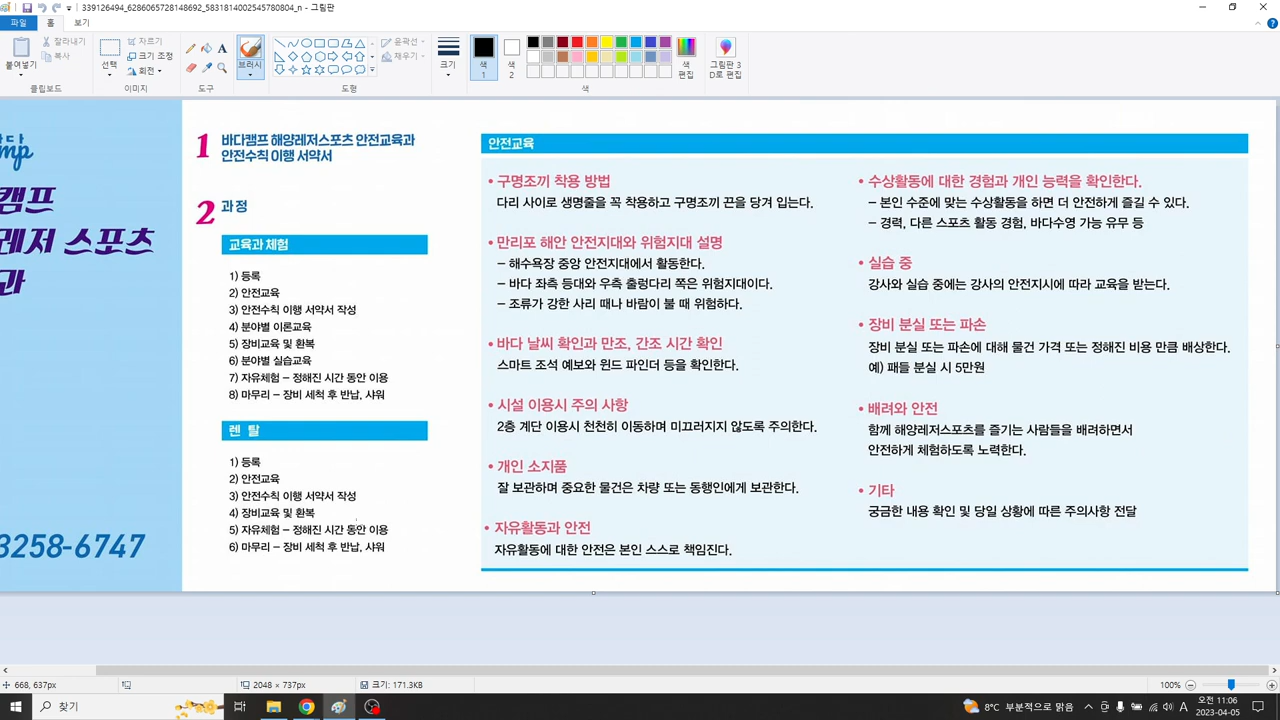 339126494_6286065728148692_5831814002545780804_n - 그림판
파일
홈
보기
붙여넣기
잘라내기
복사
클립보드
선택
자르기
크기 조정
회전
이미지
도구
브러시
윤곽선
채우기
도형
크기
색
1
색
2
색
편집
그림판 3
D로 편집
색
mp
캠프
레저 스포츠
과
3258-6747
1 바다캠프 해양레저스포츠 안전교육과
안전수칙 이행 서약서
2 과정
교육과 체험
1) 등록
2) 안전교육
3) 안전수칙 이행 서약서 작성
4) 분야별 이론교육
5) 장비교육 및 환복
6) 분야별 실습교육
7) 자유체험 – 정해진 시간 동안 이용
8) 마무리 – 장비 세척 후 반납, 샤워
렌 탈
1) 등록
2) 안전교육
3) 안전수칙 이행 서약서 작성
4) 장비교육 및 환복
5) 자유체험 – 정해진 시간 동안 이용
6) 마무리 – 장비 세척 후 반납, 샤워
안전교육
• 구명조끼 착용 방법
다리 사이로 생명줄을 꼭 착용하고 구명조끼 끈을 당겨 입는다.
• 만리포 해안 안전지대와 위험지대 설명
– 해수욕장 중앙 안전지대에서 활동한다.
– 바다 좌측 등대와 우측 출렁다리 쪽은 위험지대이다.
– 조류가 강한 사리 때나 바람이 불 때 위험하다.
• 바다 날씨 확인과 만조, 간조 시간 확인
스마트 조석 예보와 윈드 파인더 등을 확인한다.
• 시설 이용시 주의 사항
2층 계단 이용시 천천히 이동하며 미끄러지지 않도록 주의한다.
• 개인 소지품
잘 보관하며 중요한 물건은 차량 또는 동행인에게 보관한다.
• 자유활동과 안전
자유활동에 대한 안전은 본인 스스로 책임진다.
• 수상활동에 대한 경험과 개인 능력을 확인한다.
– 본인 수준에 맞는 수상활동을 하면 더 안전하게 즐길 수 있다.
– 경력, 다른 스포츠 활동 경험, 바다수영 가능 유무 등
• 실습 중
강사와 실습 중에는 강사의 안전지시에 따라 교육을 받는다.
• 장비 분실 또는 파손
장비 분실 또는 파손에 대해 물건 가격 또는 정해진 비용 만큼 배상한다.
예) 패들 분실 시 5만원
• 배려와 안전
함께 해양레저스포츠를 즐기는 사람들을 배려하면서
안전하게 체험하도록 노력한다.
• 기타
궁금한 내용 확인 및 당일 상황에 따른 주의사항 전달
668, 637px
2048 × 737px
크기: 171.3KB
100%
찾기
8°C 부분적으로 맑음
A
오전 11:06
2023-04-05